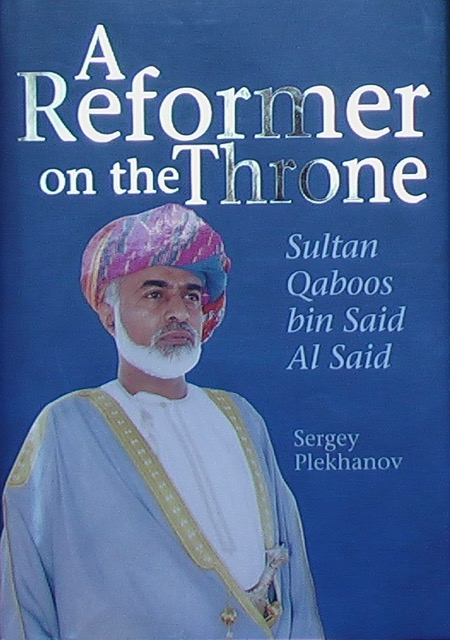 A
Reformer
on the Throne
Sultan
Qaboos
bin Said
Al Said
Sergey
Plekhanov